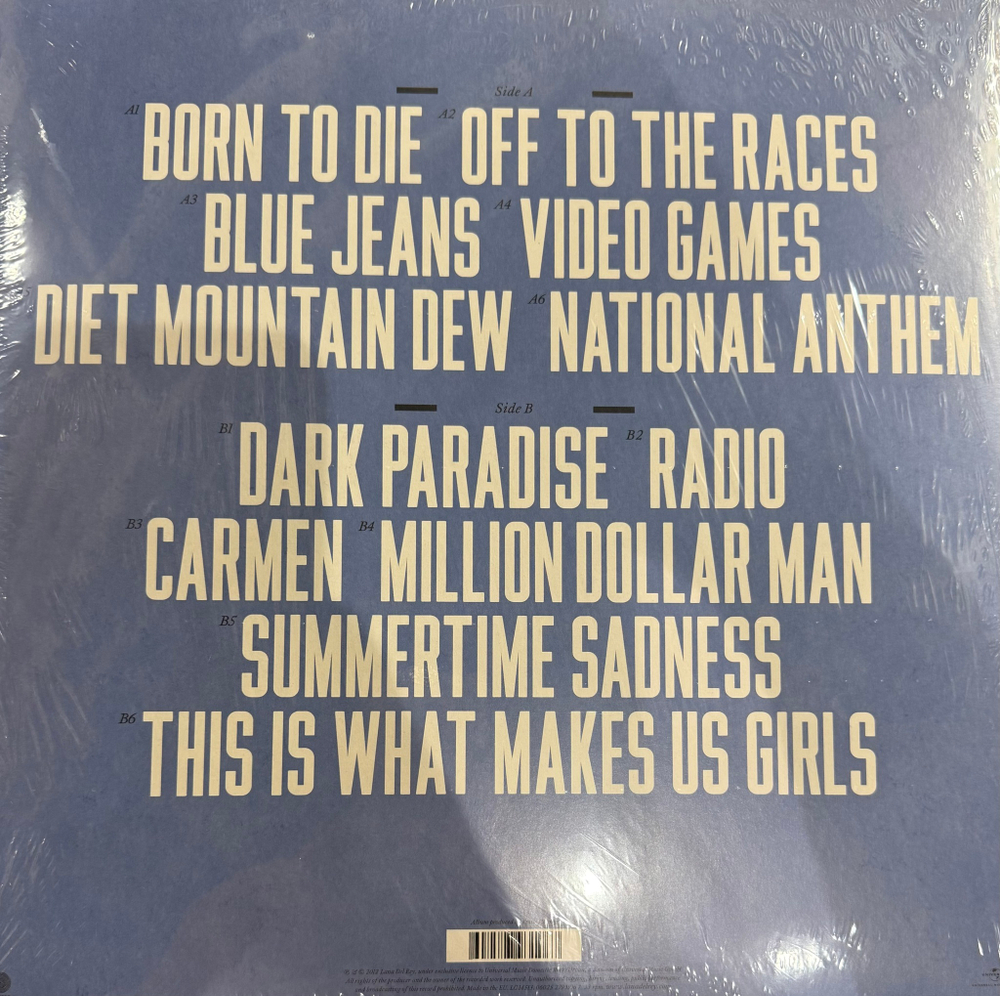 Side A
A1 BORN TO DIE A2 OFF TO THE RACES
A3 BLUE JEANS A4 VIDEO GAMES
DIET MOUNTAIN DEW A6 NATIONAL ANTHEM
Side B
B1 DARK PARADISE B2 RADIO
B3 CARMEN B4 MILLION DOLLAR MAN
B5 SUMMERTIME SADNESS
B6 THIS IS WHAT MAKES US GIRLS